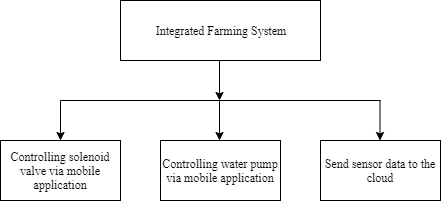 Integrated Farming System
Controlling solenoid
valve via mobile
application
Controlling water pump
via mobile application
Send sensor data to the
cloud